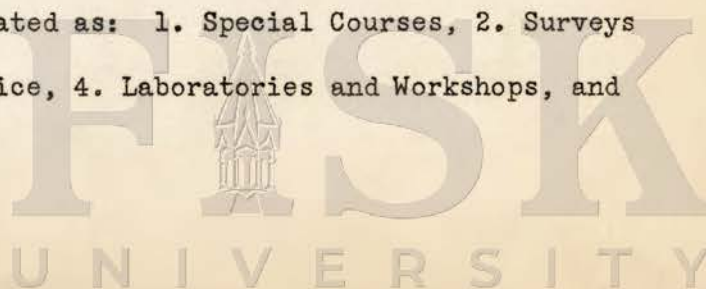 ated as: 1. Special Courses, 2. Surveys
ice, 4. Laboratories and Workshops, and
FISK
UNIVERSITY